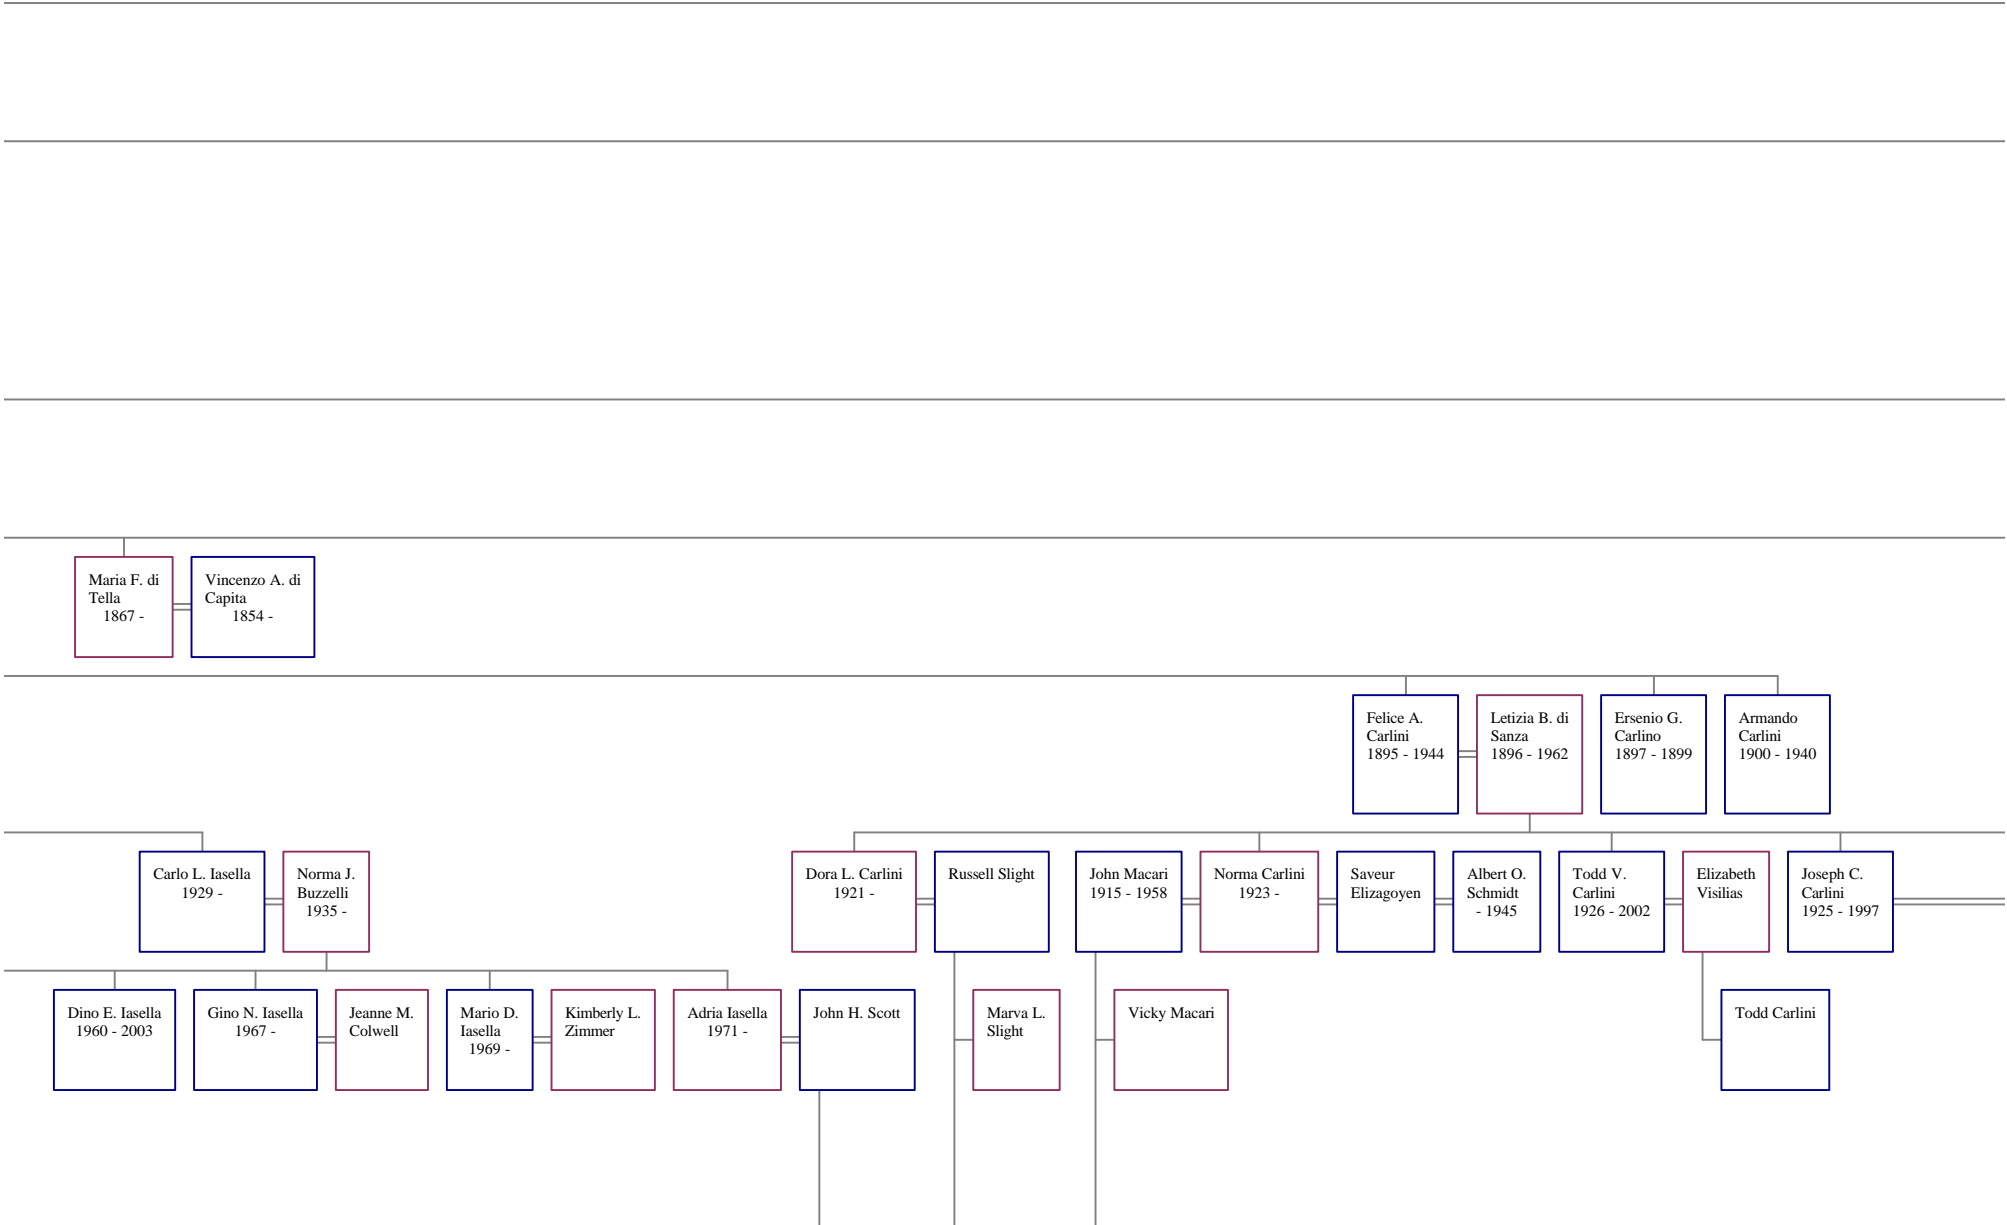 Maria F. di
Tella
1867 -
Vincenzo A. di
Capita
1854 -
Felice A.
Carlini
1895 - 1944
Letizia B. di
Sanza
1896 - 1962
Ersenio G.
Carlino
1897 - 1899
Armando
Carlini
1900 - 1940
Carlo L. Iasella
1929 -
Norma J.
Buzzelli
1935 -
Dora L. Carlini
1921 -
Russell Slight
John Macari
1915 - 1958
Norma Carlini
1923 -
Saveur
Elizagoyen
Albert O.
Schmidt
- 1945
Todd V.
Carlini
1926 - 2002
Elizabeth
Visilias
Joseph C.
Carlini
1925 - 1997
Dino E. Iasella
1960 - 2003
Gino N. Iasella
1967 -
Jeanne M.
Colwell
Mario D.
Iasella
1969 -
Kimberly L.
Zimmer
Adria Iasella
1971 -
John H. Scott
Marva L.
Slight
Vicky Macari
Todd Carlini